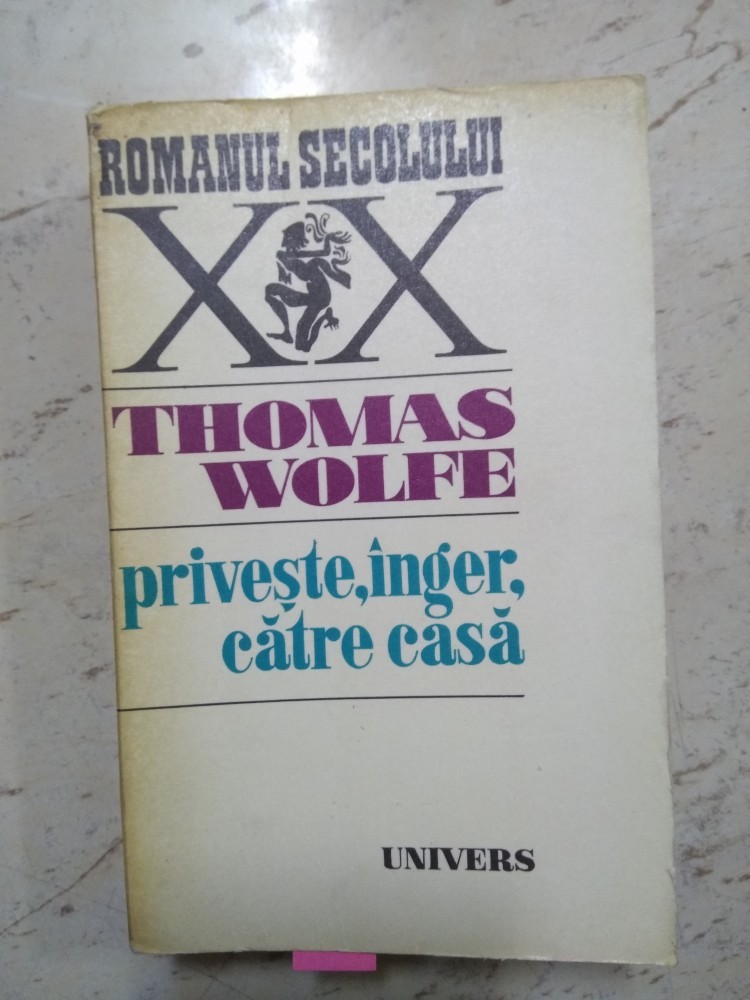 ROMANUL SECOLULUI
XX
THOMAS
WOLFE
privește, înger,
către casă
UNIVERS